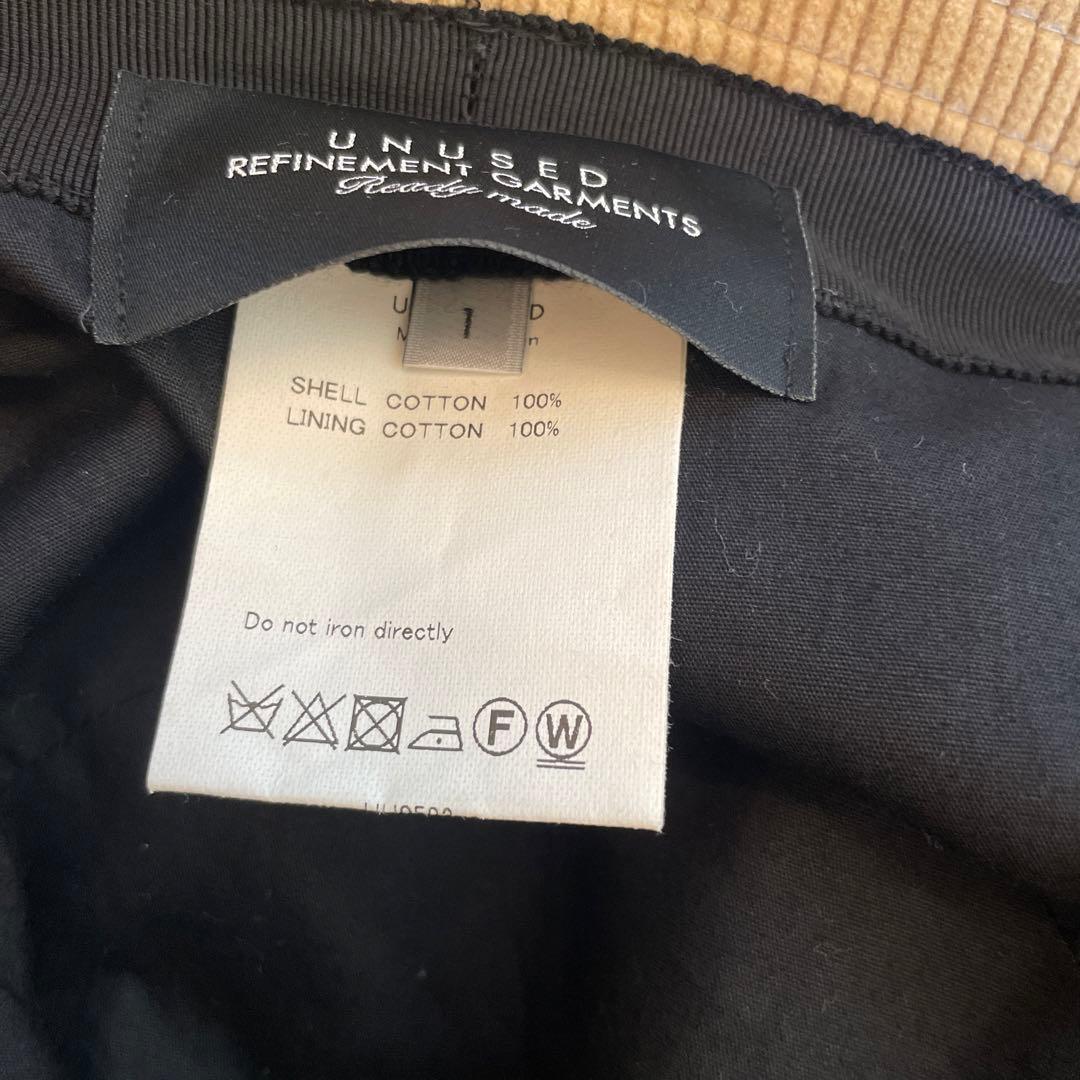 UNUSED
REFINEMENT GARMENTS
Ready made
1
SHELL COTTON 100%
LINING COTTON 100%
Do not iron directly
F W